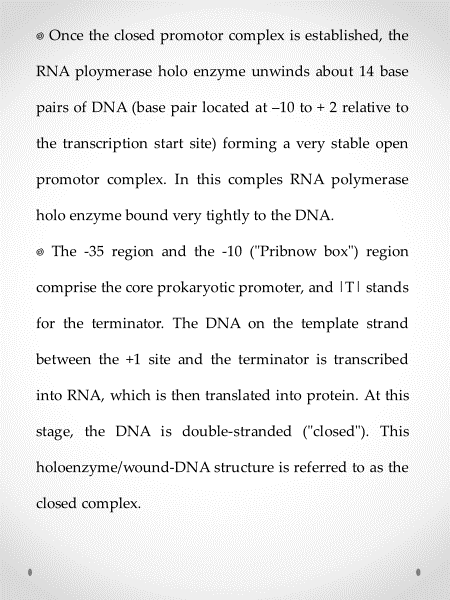 Once the closed promotor complex is established, the
RNA ploymerase holo enzyme unwinds about 14 base
pairs of DNA (base pair located at –10 to + 2 relative to
the transcription start site) forming a very stable open
promotor complex. In this comples RNA polymerase
holo enzyme bound very tightly to the DNA.
The -35 region and the -10 ("Pribnow box") region
comprise the core prokaryotic promoter, and |T| stands
for the terminator. The DNA on the template strand
between the +1 site and the terminator is transcribed
into RNA, which is then translated into protein. At this
stage, the DNA is double-stranded ("closed"). This
holoenzyme/wound-DNA structure is referred to as the
closed complex.